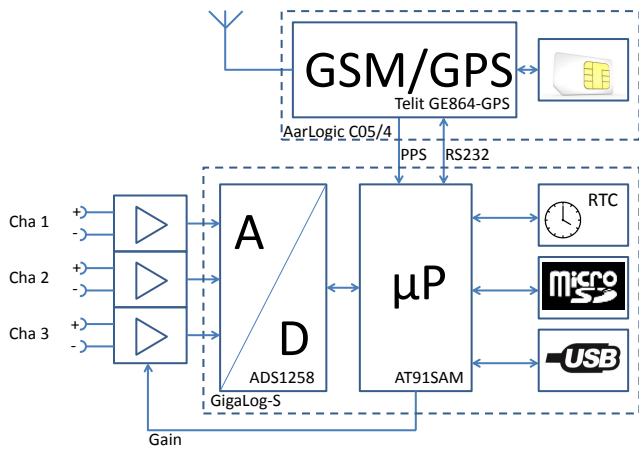 GSM/GPS
Telit GE864-GPS
AarLogic C05/4
PPS
RS232
Cha 1
+
-
Cha 2
+
-
Cha 3
+
-
A
D
ADS1258
GigaLog-S
µP
AT91SAM
RTC
micro
SD
USB
Gain